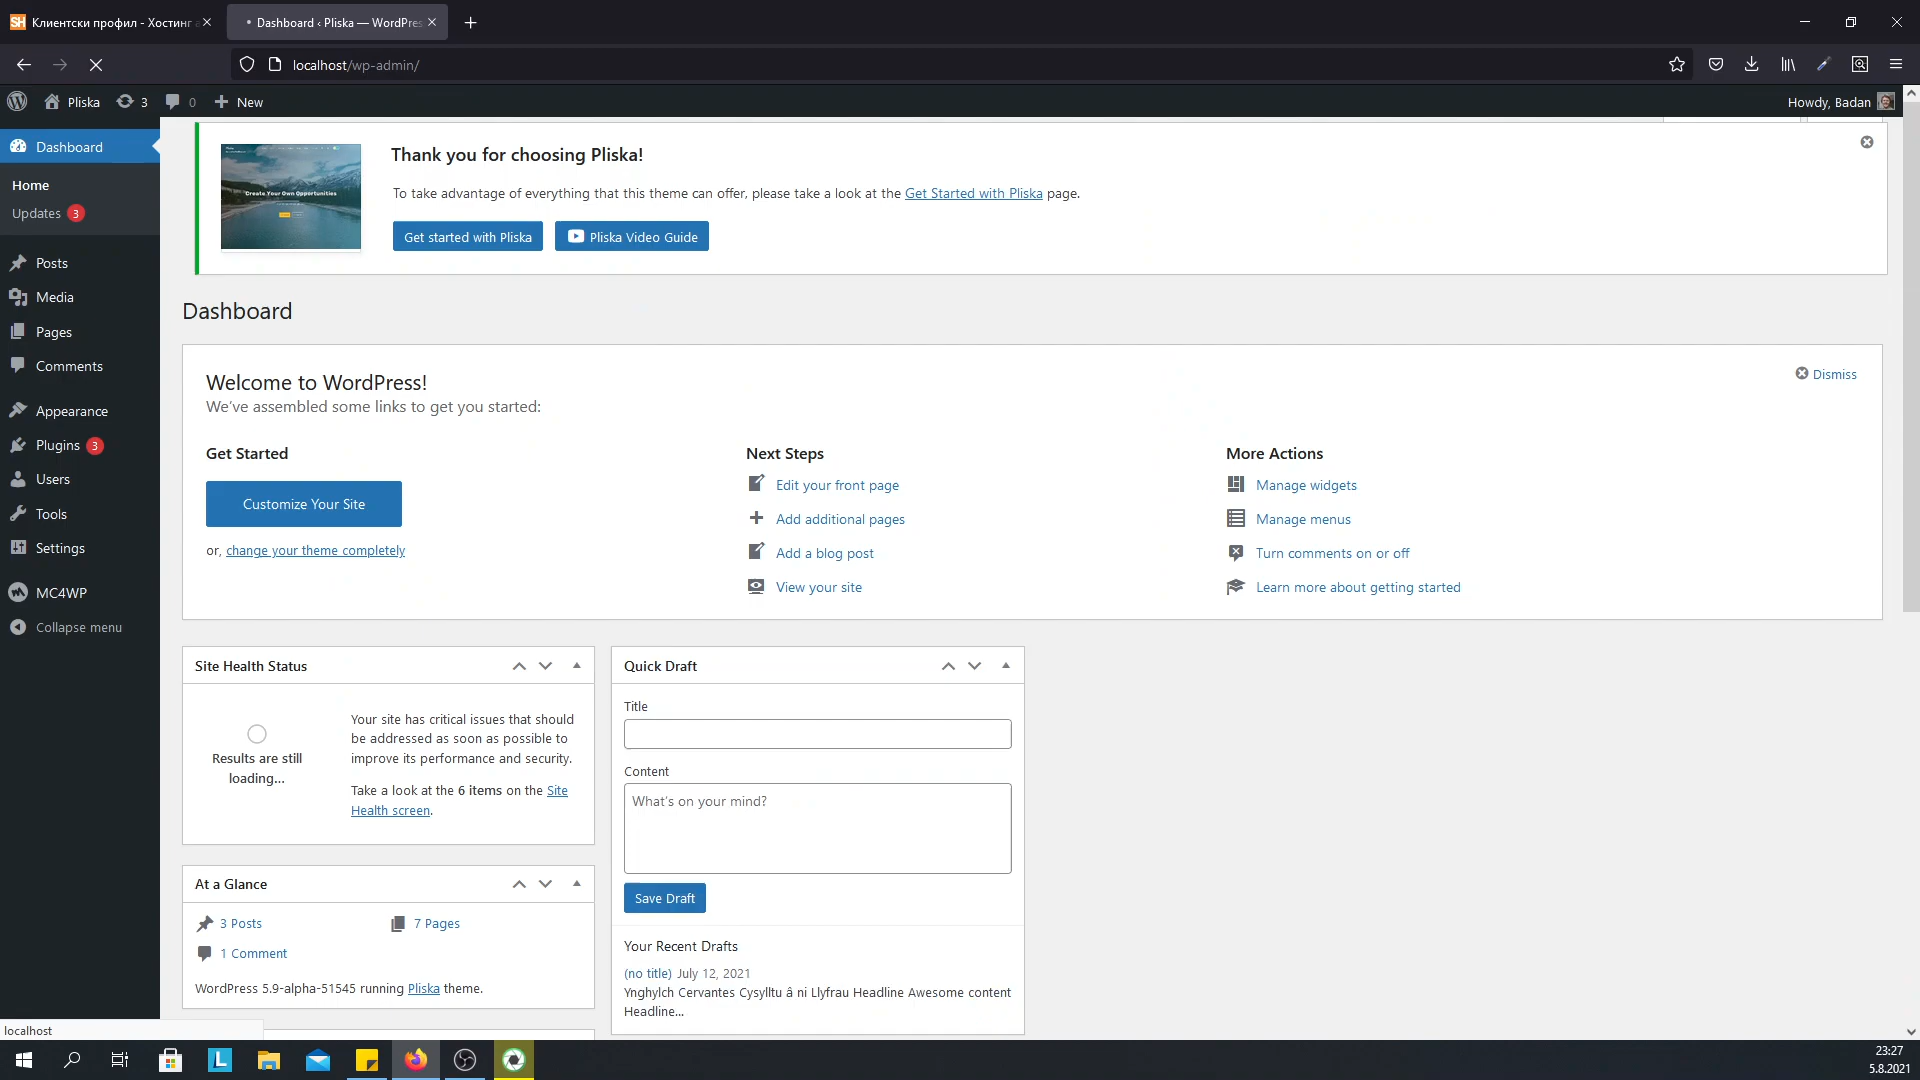 Клиентски профил - Хостинг
Dashboard ‹ Pliska — WordPres
localhost/wp-admin/
Pliska
3
0
New
Howdy, Badan
Dashboard
Home
Updates 3
Posts
Media
Pages
Comments
Appearance
Plugins 3
Users
Tools
Settings
MC4WP
Collapse menu
Create Your Own Opportunities
Thank you for choosing Pliska!
To take advantage of everything that this theme can offer, please take a look at the Get Started with Pliska page.
Get started with Pliska
Pliska Video Guide
Dashboard
Welcome to WordPress!
We've assembled some links to get you started:
Dismiss
Get Started
Customize Your Site
or, change your theme completely
Next Steps
Edit your front page
Add additional pages
Add a blog post
View your site
More Actions
Manage widgets
Manage menus
Turn comments on or off
Learn more about getting started
Site Health Status
Results are still
loading...
Your site has critical issues that should
be addressed as soon as possible to
improve its performance and security.
Take a look at the 6 items on the Site
Health screen.
At a Glance
3 Posts
7 Pages
1 Comment
WordPress 5.9-alpha-51545 running Pliska theme.
Quick Draft
Title
Content
What's on your mind?
Save Draft
Your Recent Drafts
(no title) July 12, 2021
Ynghylch Cervantes Cysylltu â ni Llyfrau Headline Awesome content
Headline...
localhost
23:27
5.8.2021